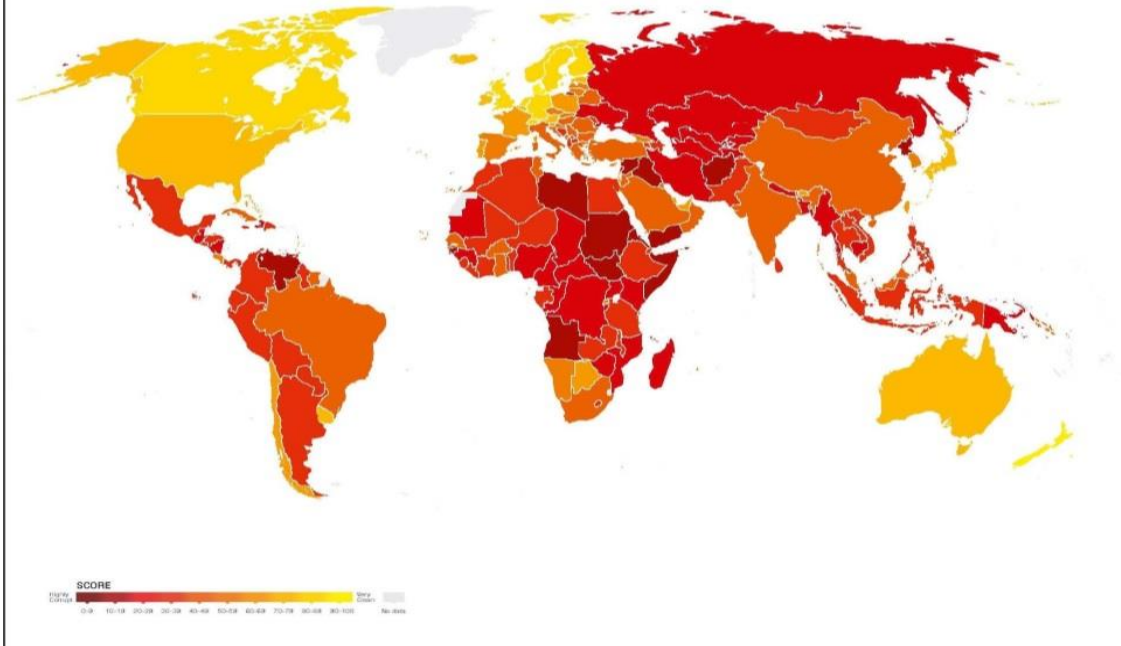 SCORE
Highly Corrupt
Very Clean
0-9 10-19 20-29 30-39 40-49 50-59 60-69 70-79 80-89 90-100
No data